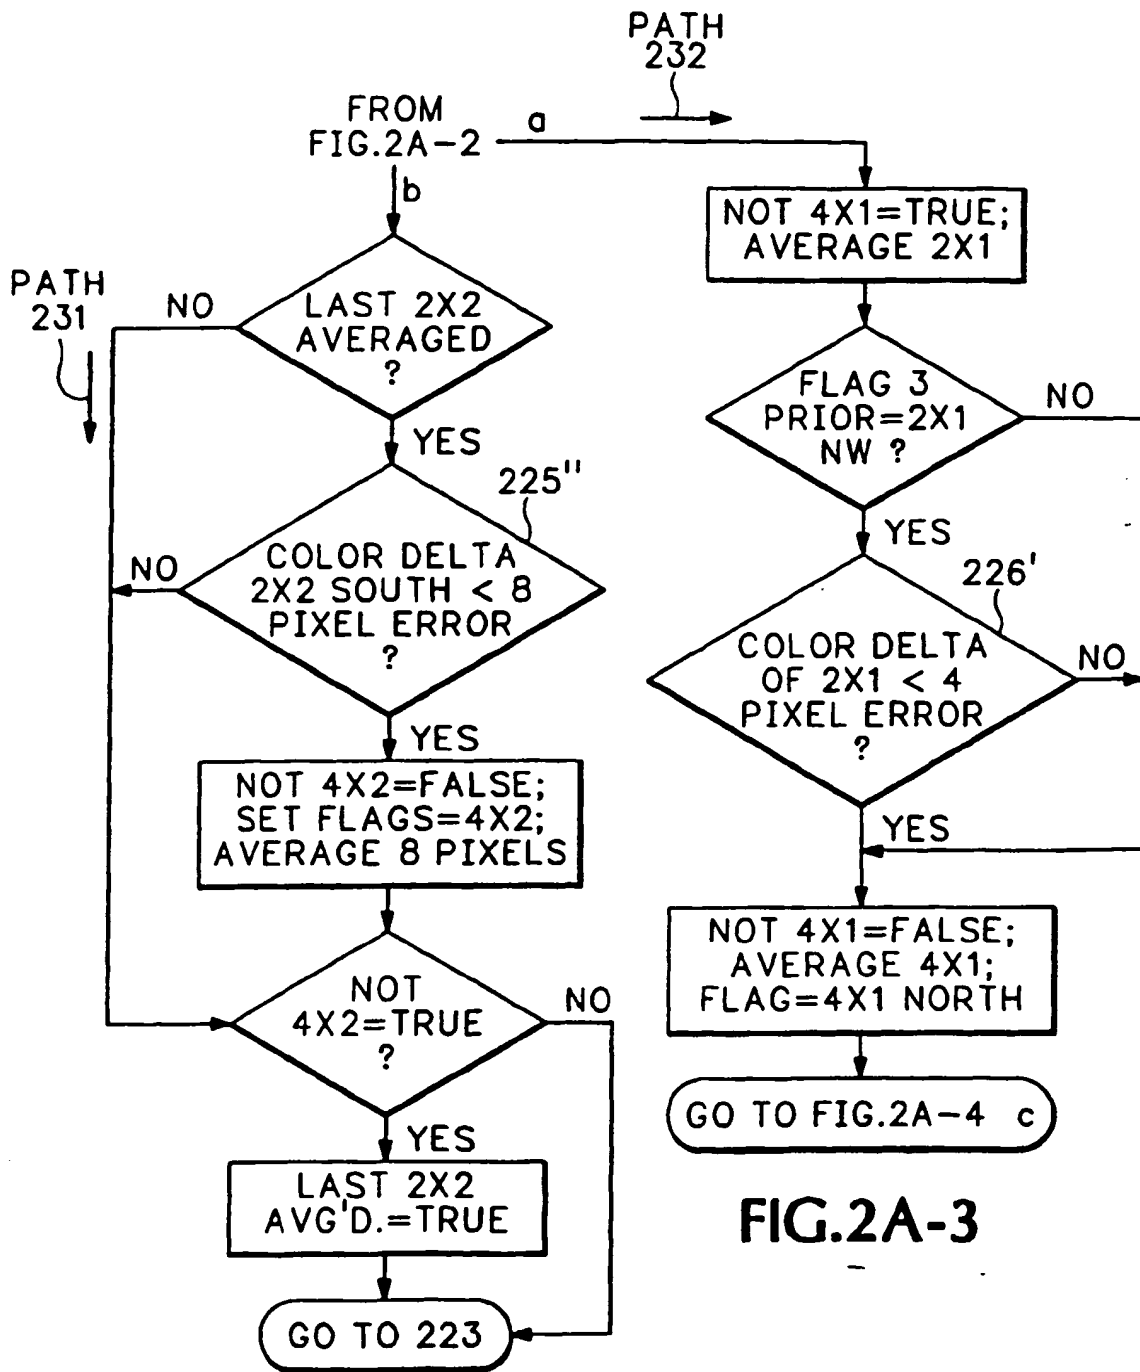 PATH
232
FROM
FIG.2A-2
a
b
PATH
231
LAST 2X2
AVERAGED
?
NO
YES
225''
COLOR DELTA
2X2 SOUTH < 8
PIXEL ERROR
?
NO
YES
NOT 4X2=FALSE;
SET FLAGS=4X2;
AVERAGE 8 PIXELS
NOT
4X2=TRUE
?
NO
YES
LAST 2X2
AVG'D.=TRUE
GO TO 223
NOT 4X1=TRUE;
AVERAGE 2X1
FLAG 3
PRIOR=2X1
NW ?
NO
YES
226'
COLOR DELTA
OF 2X1 < 4
PIXEL ERROR
?
NO
YES
NOT 4X1=FALSE;
AVERAGE 4X1;
FLAG=4X1 NORTH
GO TO FIG.2A-4 c
FIG.2A-3